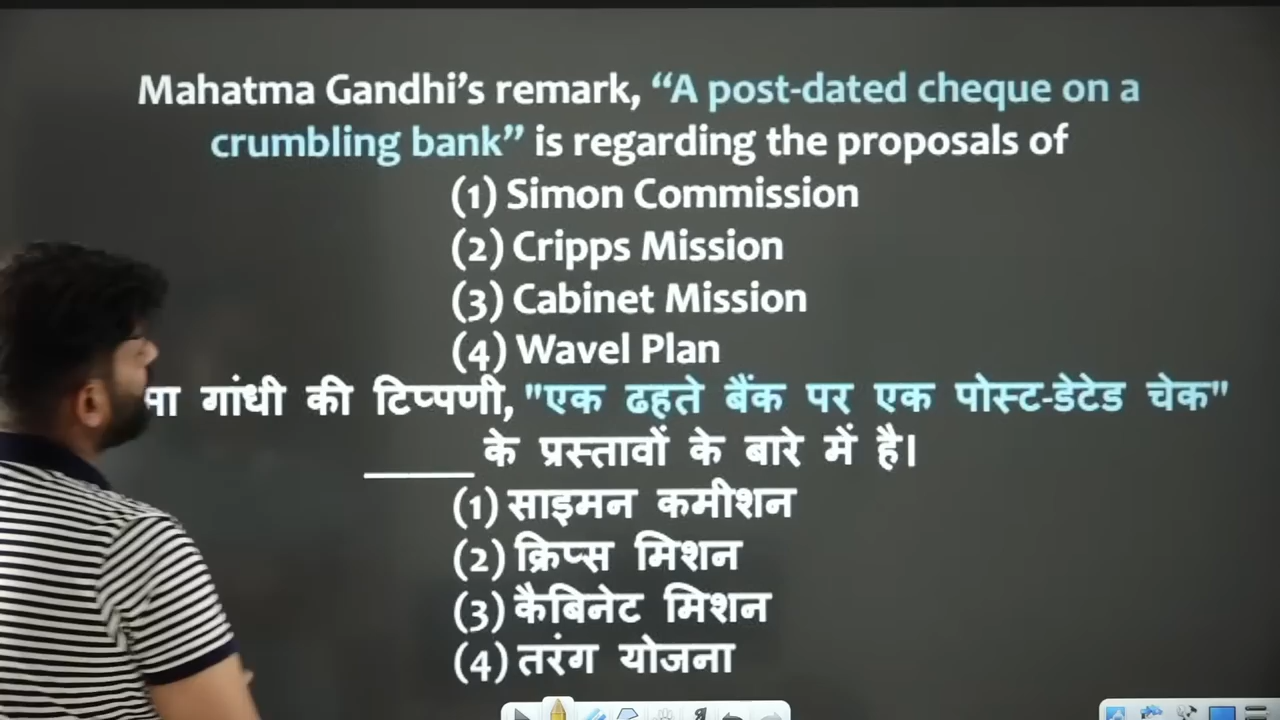 Mahatma Gandhi’s remark, “A post-dated cheque on a
crumbling bank” is regarding the proposals of
(1) Simon Commission
(2) Cripps Mission
(3) Cabinet Mission
(4) Wavel Plan
गांधी की टिप्पणी, "एक ढहते बैंक पर एक पोस्ट-डेटेड चेक"
_____ के प्रस्तावों के बारे में है।
(1) साइमन कमीशन
(2) क्रिप्स मिशन
(3) कैबिनेट मिशन
(4) तरंग योजना